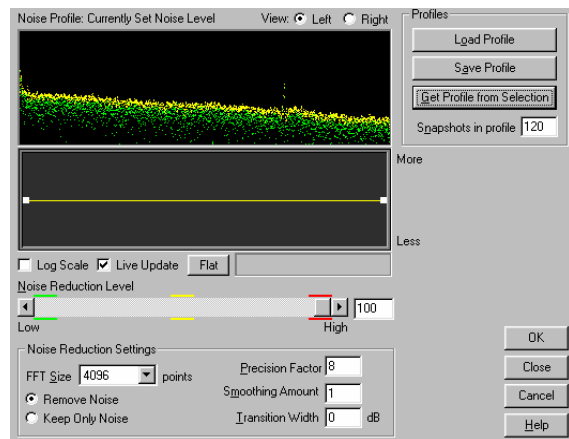 Noise Profile: Currently Set Noise Level View: Left Right
Profiles
Load Profile
Save Profile
Get Profile from Selection
Snapshots in profile 120
More
Less
Log Scale Live Update Flat
Noise Reduction Level
100
Low High
Noise Reduction Settings
FFT Size 4096 points
Remove Noise
Keep Only Noise
Precision Factor 8
Smoothing Amount 1
Transition Width 0 dB
OK
Close
Cancel
Help